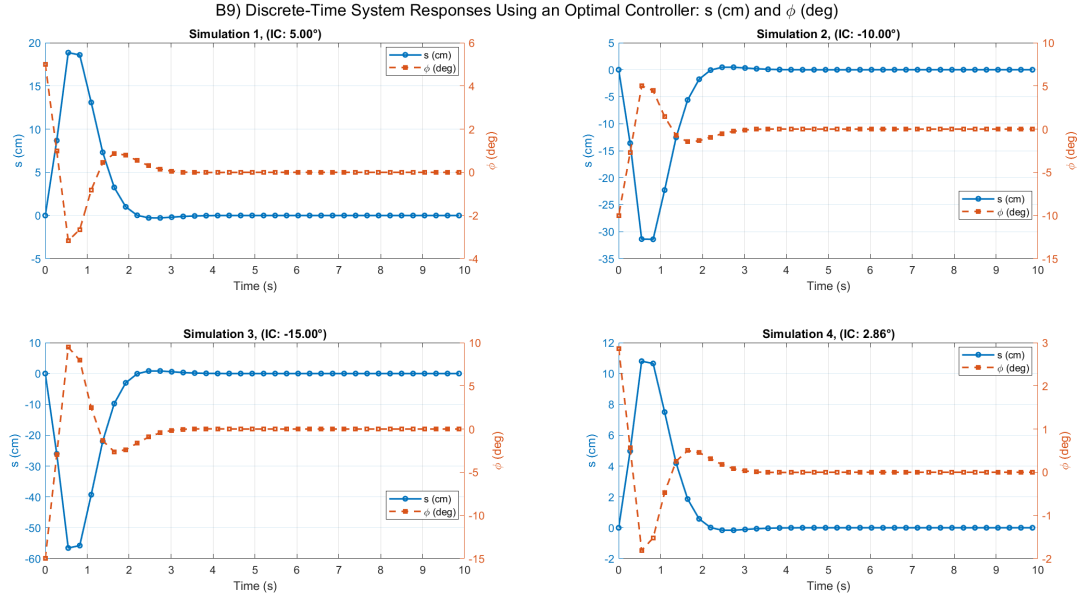 B9) Discrete-Time System Responses Using an Optimal Controller: s (cm) and ϕ (deg)
Simulation 1, (IC: 5.00°)
20
15
10
5
0
-5
s (cm)
6
4
2
0
-2
-4
ϕ (deg)
s (cm)
ϕ (deg)
0 1 2 3 4 5 6 7 8 9 10
Time (s)
Simulation 2, (IC: -10.00°)
5
0
-5
-10
-15
-20
-25
-30
-35
s (cm)
10
5
0
-5
-10
-15
ϕ (deg)
s (cm)
ϕ (deg)
0 1 2 3 4 5 6 7 8 9 10
Time (s)
Simulation 3, (IC: -15.00°)
10
0
-10
-20
-30
-40
-50
-60
s (cm)
10
5
0
-5
-10
-15
ϕ (deg)
s (cm)
ϕ (deg)
0 1 2 3 4 5 6 7 8 9 10
Time (s)
Simulation 4, (IC: 2.86°)
12
10
8
6
4
2
0
-2
s (cm)
3
2
1
0
-1
-2
ϕ (deg)
s (cm)
ϕ (deg)
0 1 2 3 4 5 6 7 8 9 10
Time (s)